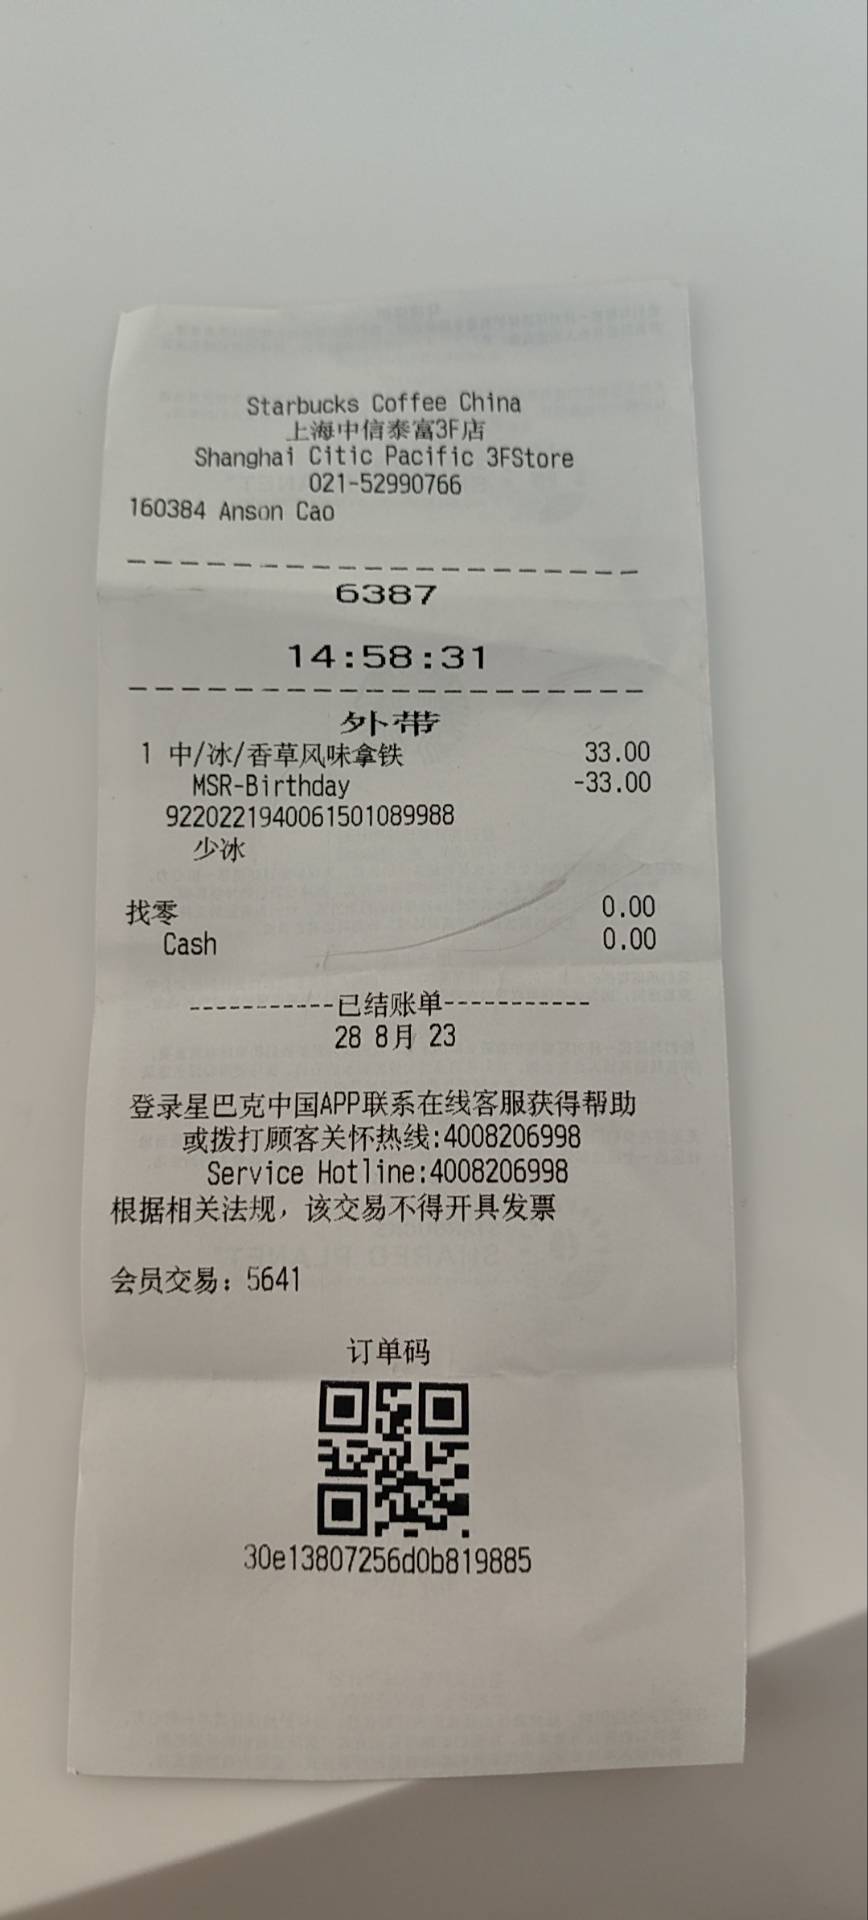 Starbucks Coffee China
上海中信泰富3F店
Shanghai Citic Pacific 3FStore
021-52990766
160384 Anson Cao
--------------------
6387
14:58:31
--------------------
外带
1 中/冰/香草风味拿铁 33.00
MSR-Birthday -33.00
9220221940061501089988
少冰
找零 0.00
Cash 0.00
-----------已结账单-----------
28 8月 23
登录星巴克中国APP联系在线客服获得帮助
或拨打顾客关怀热线:4008206998
Service Hotline:4008206998
根据相关法规，该交易不得开具发票
会员交易：5641
订单码
30e13807256d0b819885